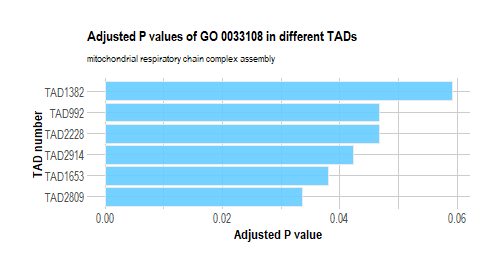 Adjusted P values of GO 0033108 in different TADs
mitochondrial respiratory chain complex assembly
TAD number
TAD1382
TAD992
TAD2228
TAD2914
TAD1653
TAD2809
0.00 0.02 0.04 0.06
Adjusted P value